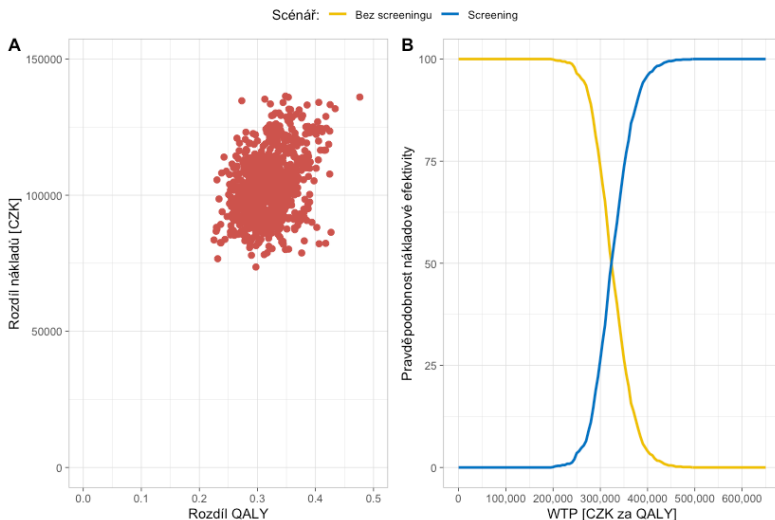 Scénář: Bez screeningu Screening
A
150000
100000
50000
0
Rozdíl nákladů [CZK]
0.0 0.1 0.2 0.3 0.4 0.5
Rozdíl QALY
B
100
75
50
25
0
Pravděpodobnost nákladové efektivity
0 100,000 200,000 300,000 400,000 500,000 600,000
WTP [CZK za QALY]